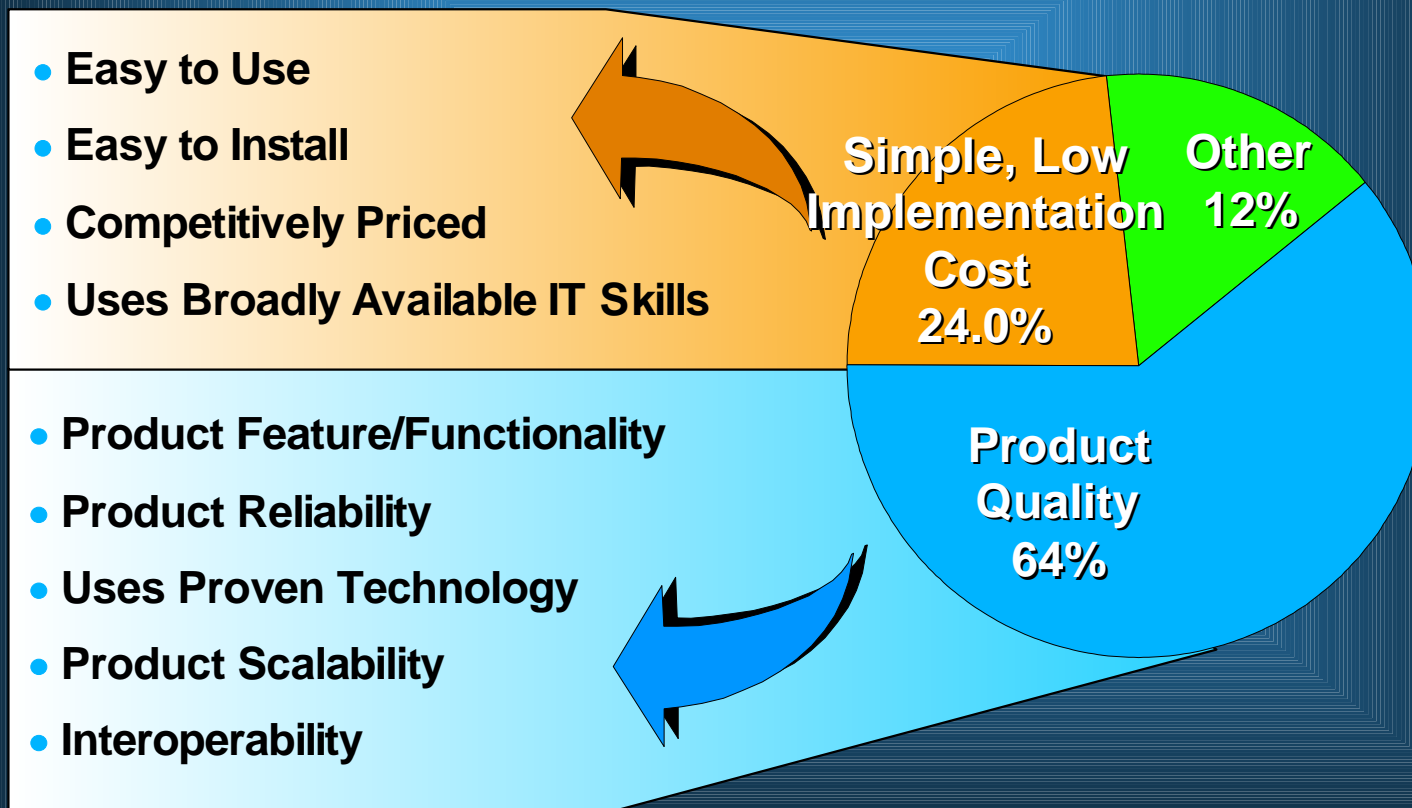 • Easy to Use
• Easy to Install
• Competitively Priced
• Uses Broadly Available IT Skills
• Product Feature/Functionality
• Product Reliability
• Uses Proven Technology
• Product Scalability
• Interoperability
Simple, Low
Implementation
Cost
24.0%
Other
12%
Product
Quality
64%